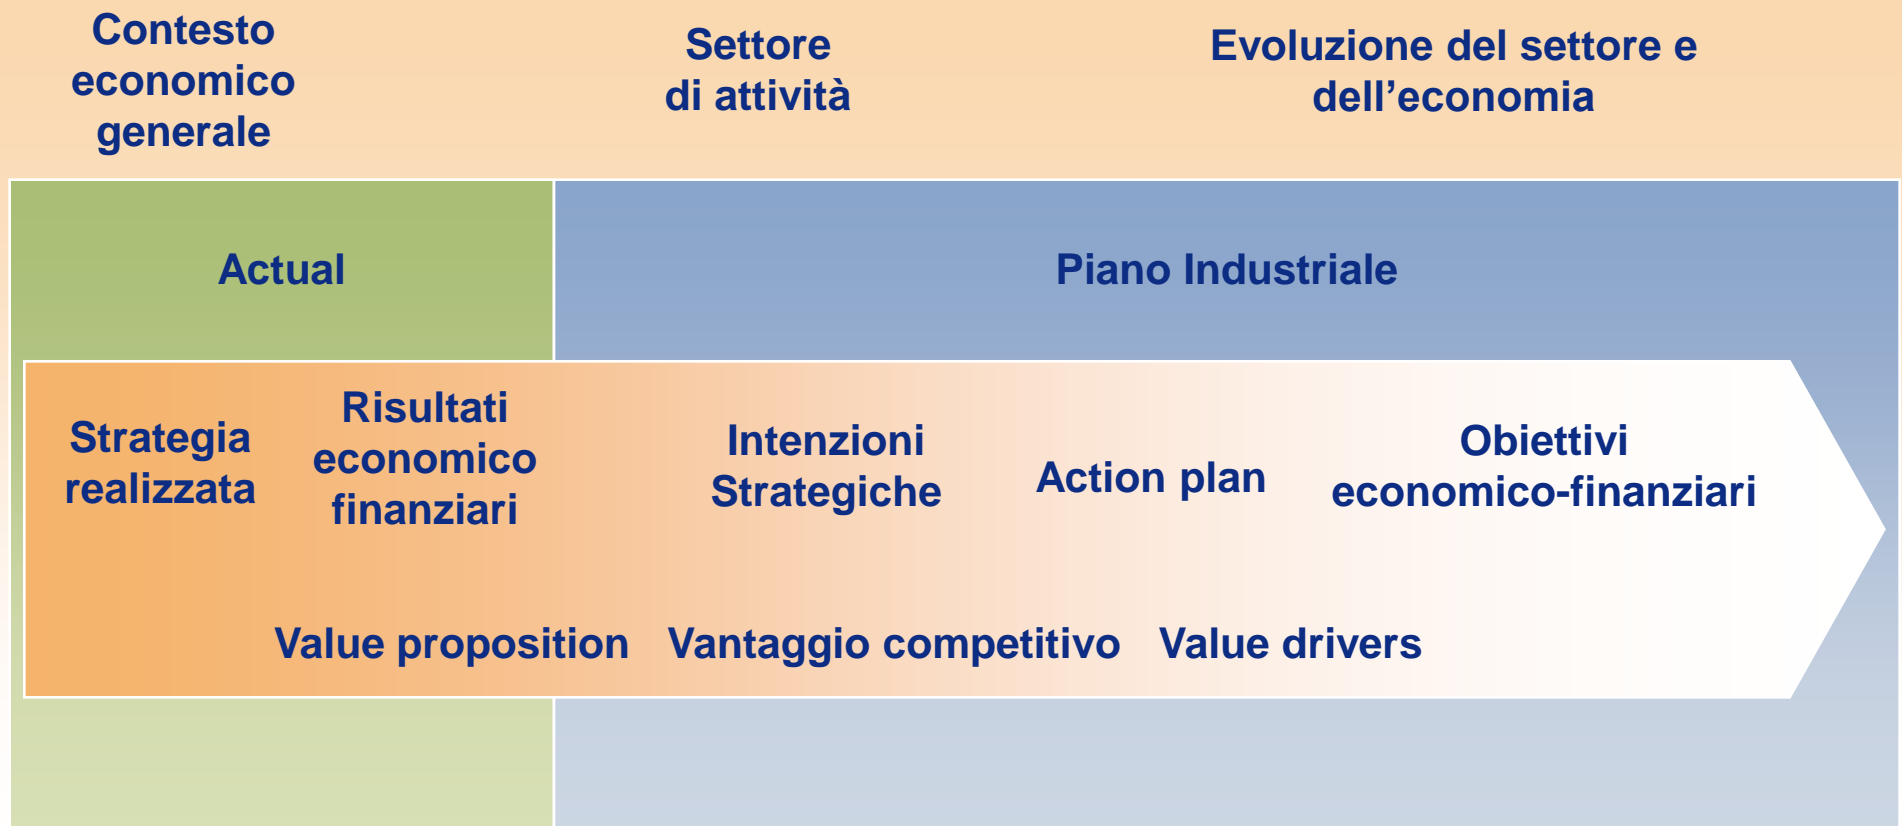 Contesto
economico
generale
Settore
di attività
Evoluzione del settore e
dell’economia
Actual
Piano Industriale
Strategia
realizzata
Risultati
economico
finanziari
Intenzioni
Strategiche
Action plan
Obiettivi
economico-finanziari
Value proposition
Vantaggio competitivo
Value drivers